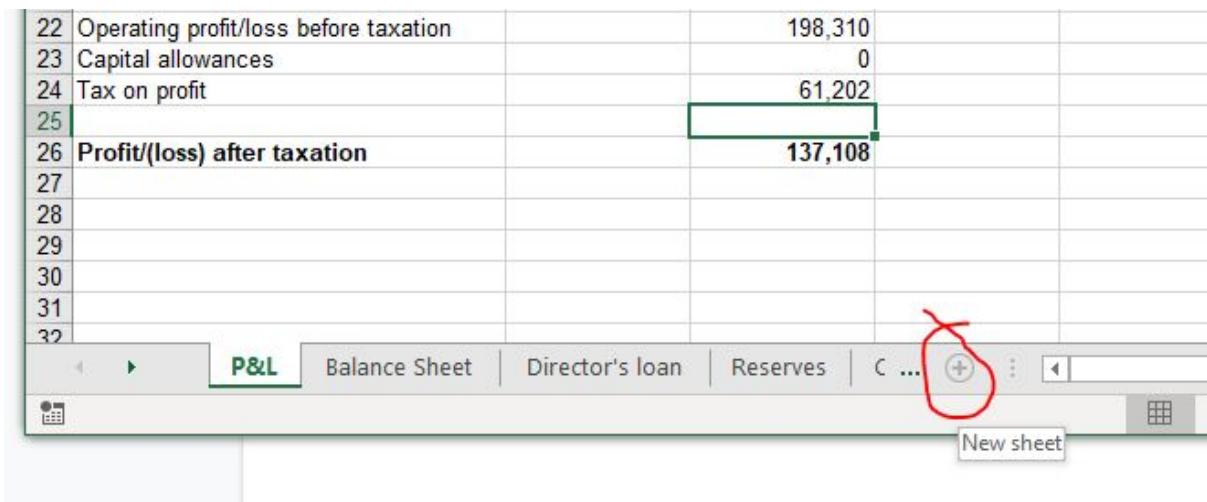 22 Operating profit/loss before taxation 198,310
23 Capital allowances 0
24 Tax on profit 61,202
25
26 Profit/(loss) after taxation 137,108
27
28
29
30
31
32
P&L Balance Sheet Director's loan Reserves C ...
New sheet